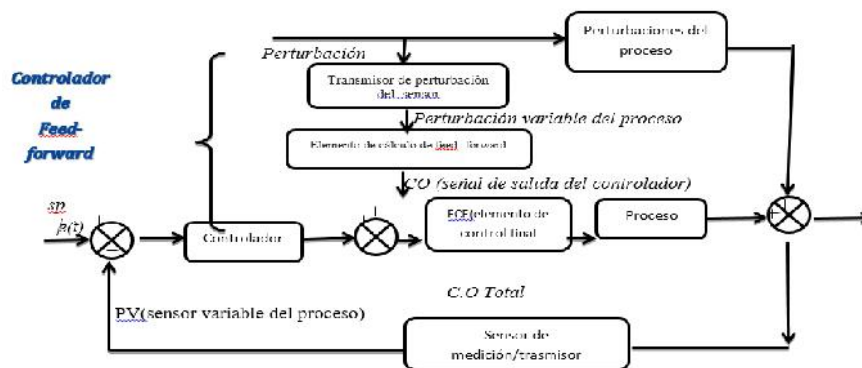 Perturbaciones del
proceso
Perturbación
Transmisor de perturbación
del sensor
Controlador
de
Feed-
forward
Perturbación variable del proceso
Elemento de cálculo de feed-forward
CO (señal de salida del controlador)
sp
(t)
Controlador
ECF(elemento de
control final
Proceso
C.O Total
PV(sensor variable del proceso)
Sensor de
medición/trasmisor